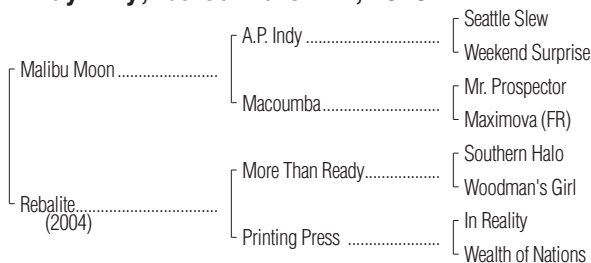 Seattle Slew
A.P. Indy
Weekend Surprise
Malibu Moon
Mr. Prospector
Macoumba
Maximova (FR)
Southern Halo
More Than Ready
Woodman's Girl
Rebalite
(2004)
In Reality
Printing Press
Wealth of Nations